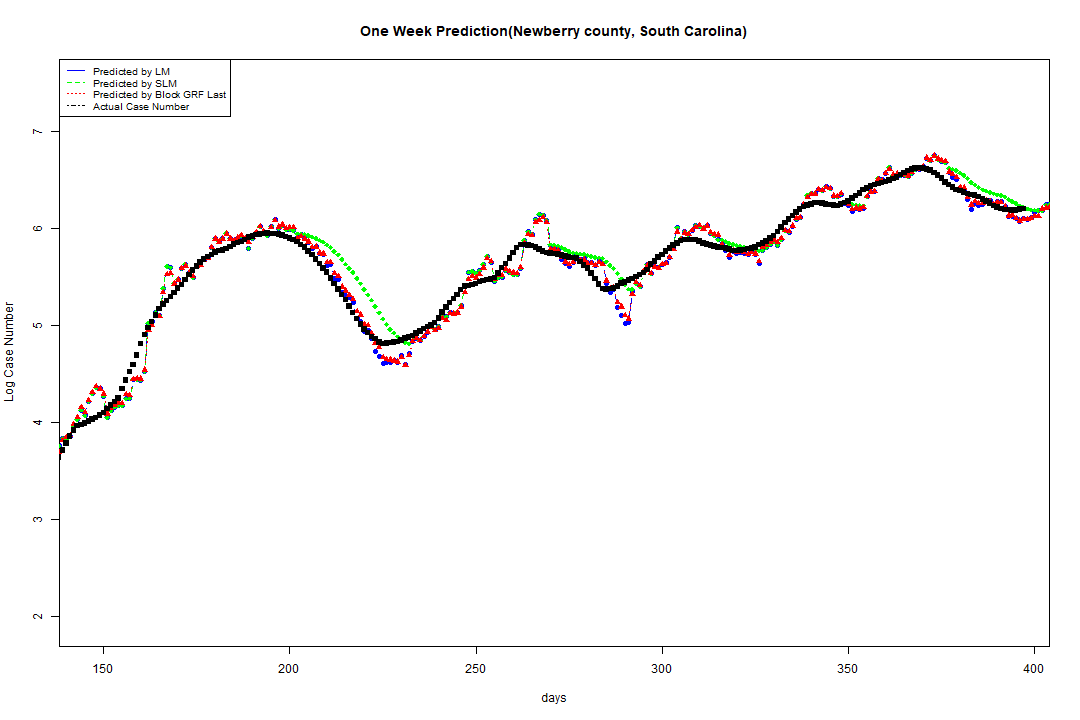 One Week Prediction(Newberry county, South Carolina)
Predicted by LM
Predicted by SLM
Predicted by Block GRF Last
Actual Case Number
7
6
5
4
3
2
Log Case Number
150 200 250 300 350 400
days